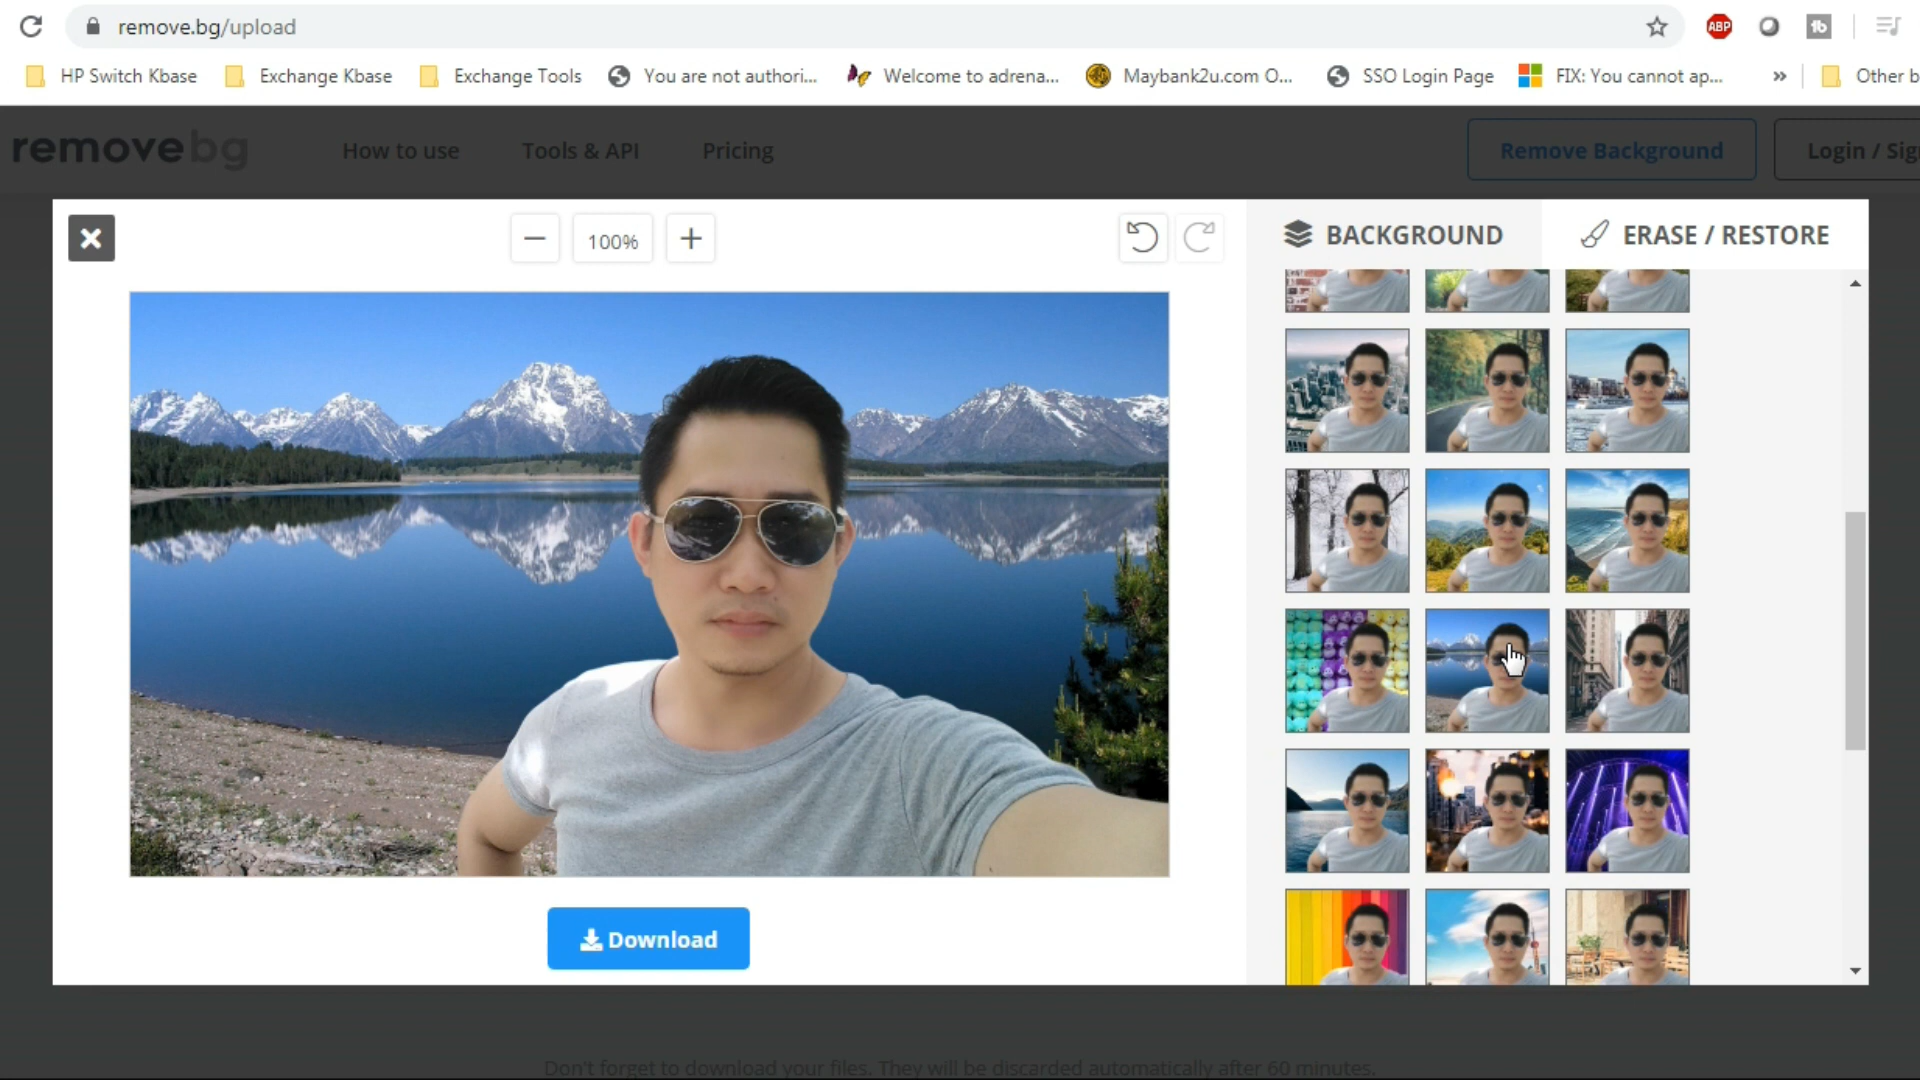 remove.bg/upload
ABP
HP Switch Kbase
Exchange Kbase
Exchange Tools
You are not authori...
Welcome to adrena...
Maybank2u.com O...
SSO Login Page
FIX: You cannot ap...
»
Other b
removebg
How to use
Tools & API
Pricing
Remove Background
Login / Sig
100%
BACKGROUND
ERASE / RESTORE
Download
Don't forget to download your files. They will be discarded automatically after 60 minutes.